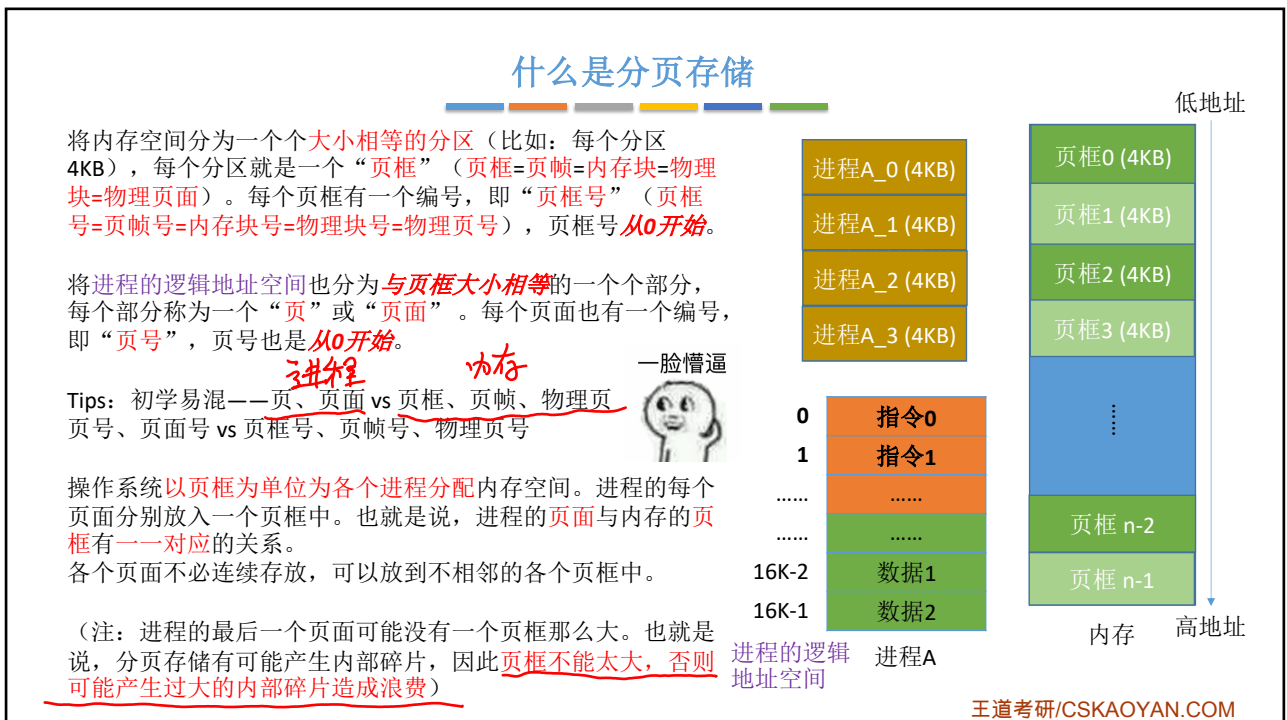 什么是分页存储
将内存空间分为一个个大小相等的分区（比如：每个分区
4KB），每个分区就是一个“页框”（页框=页帧=内存块=物理
块=物理页面）。每个页框有一个编号，即“页框号”（页框
号=页帧号=内存块号=物理块号=物理页号），页框号从0开始。
将进程的逻辑地址空间也分为与页框大小相等的一个个部分，
每个部分称为一个“页”或“页面” 。每个页面也有一个编号，
即“页号”，页号也是从0开始。
进程
内存
一脸懵逼
Tips：初学易混——页、页面 vs 页框、页帧、物理页
页号、页面号 vs 页框号、页帧号、物理页号
操作系统以页框为单位为各个进程分配内存空间。进程的每个
页面分别放入一个页框中。也就是说，进程的页面与内存的页
框有一一对应的关系。
各个页面不必连续存放，可以放到不相邻的各个页框中。
（注：进程的最后一个页面可能没有一个页框那么大。也就是
说，分页存储有可能产生内部碎片，因此页框不能太大，否则
可能产生过大的内部碎片造成浪费）
进程A_0 (4KB)
进程A_1 (4KB)
进程A_2 (4KB)
进程A_3 (4KB)
0 指令0
1 指令1
…… ……
…… ……
16K-2 数据1
16K-1 数据2
进程的逻辑
地址空间
进程A
低地址
页框0 (4KB)
页框1 (4KB)
页框2 (4KB)
页框3 (4KB)
……
页框 n-2
页框 n-1
内存
高地址
王道考研/CSKAOYAN.COM